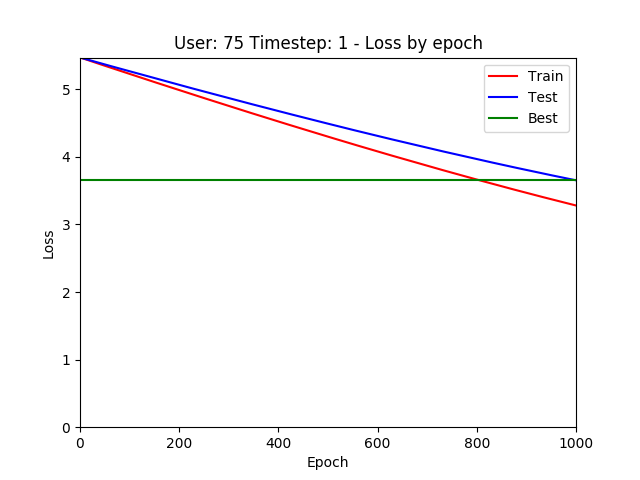 User: 75 Timestep: 1 - Loss by epoch
Train
Test
Best
5
4
3
2
1
0
Loss
0 200 400 600 800 1000
Epoch